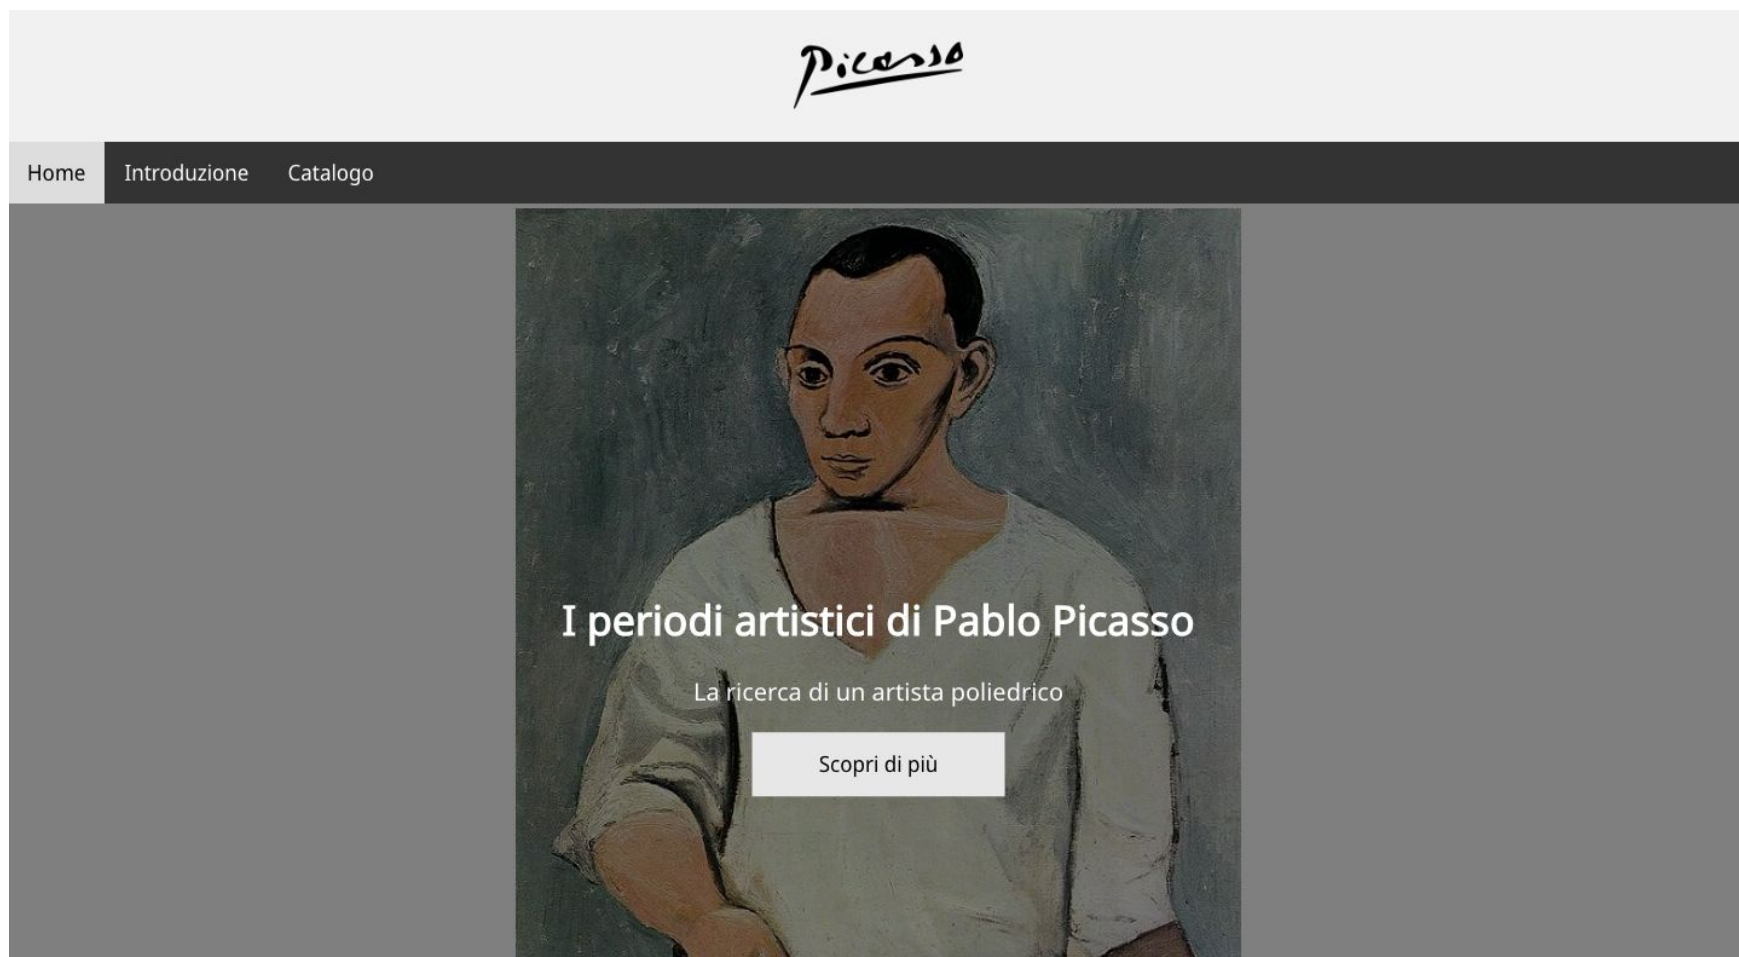 Picasso
Home Introduzione Catalogo
I periodi artistici di Pablo Picasso
La ricerca di un artista poliedrico
Scopri di più